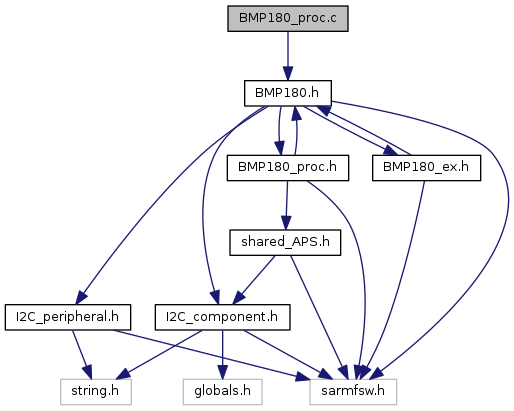 BMP180_proc.c
BMP180.h
BMP180_proc.h
BMP180_ex.h
shared_APS.h
I2C_peripheral.h
I2C_component.h
string.h
globals.h
sarmfsw.h